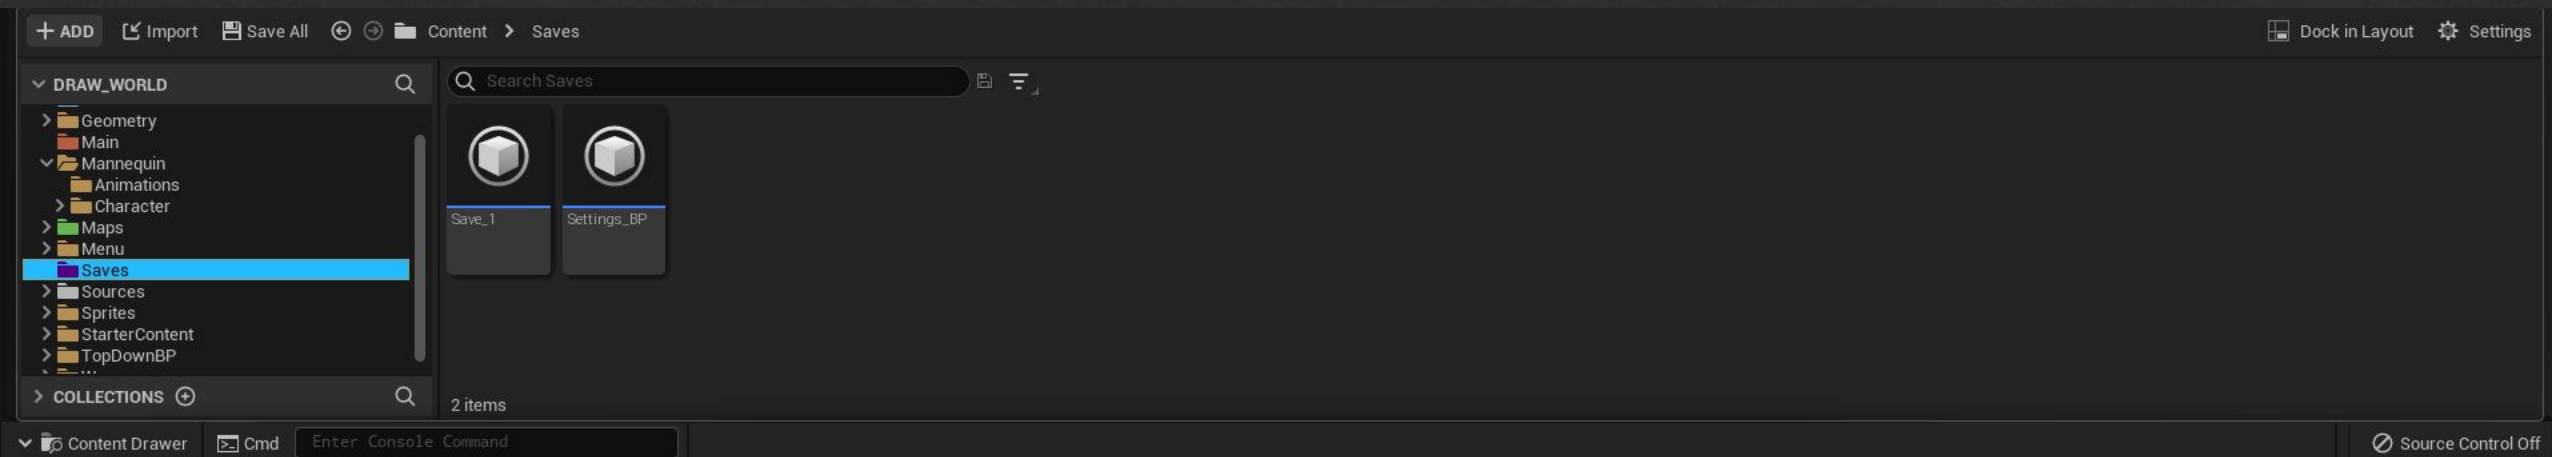 ADD Import Save All Content Saves Dock in Layout Settings
DRAW_WORLD
Geometry
Main
Mannequin
Animations
Character
Maps
Menu
Saves
Sources
Sprites
StarterContent
TopDownBP
COLLECTIONS
Search Saves
Save_1 Settings_BP
2 items
Content Drawer Cmd Enter Console Command Source Control Off